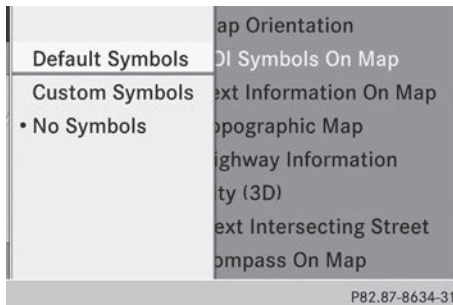 ap Orientation
Default Symbols OI Symbols On Map
Custom Symbols ext Information On Map
• No Symbols opographic Map
ighway Information
ity (3D)
ext Intersecting Street
ompass On Map
P82.87-8634-31